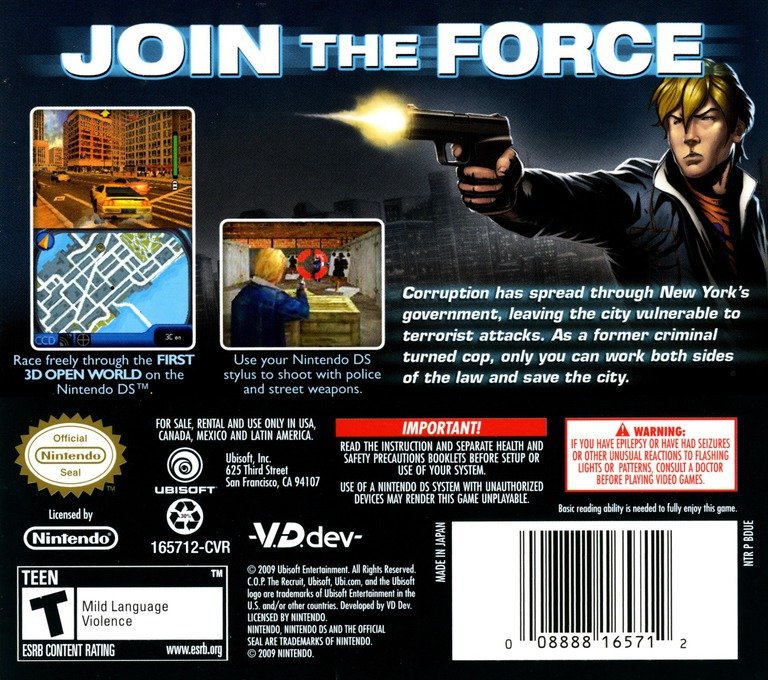 JOIN THE FORCE
CCD
Race freely through the FIRST
3D OPEN WORLD on the
Nintendo DS™.
Use your Nintendo DS
stylus to shoot with police
and street weapons.
Corruption has spread through New York's
government, leaving the city vulnerable to
terrorist attacks. As a former criminal
turned cop, only you can work both sides
of the law and save the city.
Official
Nintendo
Seal
TM
Licensed by
Nintendo®
FOR SALE, RENTAL AND USE ONLY IN USA,
CANADA, MEXICO AND LATIN AMERICA.
UBISOFT
Ubisoft, Inc.
625 Third Street
San Francisco, CA 94107
165712-CVR
IMPORTANT!
READ THE INSTRUCTION AND SEPARATE HEALTH AND
SAFETY PRECAUTIONS BOOKLETS BEFORE SETUP OR
USE OF YOUR SYSTEM.
USE OF A NINTENDO DS SYSTEM WITH UNAUTHORIZED
DEVICES MAY RENDER THIS GAME UNPLAYABLE.
WARNING:
IF YOU HAVE EPILEPSY OR HAVE HAD SEIZURES
OR OTHER UNUSUAL REACTIONS TO FLASHING
LIGHTS OR PATTERNS, CONSULT A DOCTOR
BEFORE PLAYING VIDEO GAMES.
Basic reading ability is needed to fully enjoy this game.
-V.D.dev-
© 2009 Ubisoft Entertainment. All Rights Reserved.
C.O.P. The Recruit, Ubisoft, Ubi.com, and the Ubisoft
logo are trademarks of Ubisoft Entertainment in the
U.S. and/or other countries. Developed by VD Dev.
LICENSED BY NINTENDO.
NINTENDO, NINTENDO DS AND THE OFFICIAL
SEAL ARE TRADEMARKS OF NINTENDO.
© 2009 NINTENDO.
TEEN
TM
T
Mild Language
Violence
ESRB CONTENT RATING www.esrb.org
MADE IN JAPAN
NTR P BDUE
0 08888 16571 2